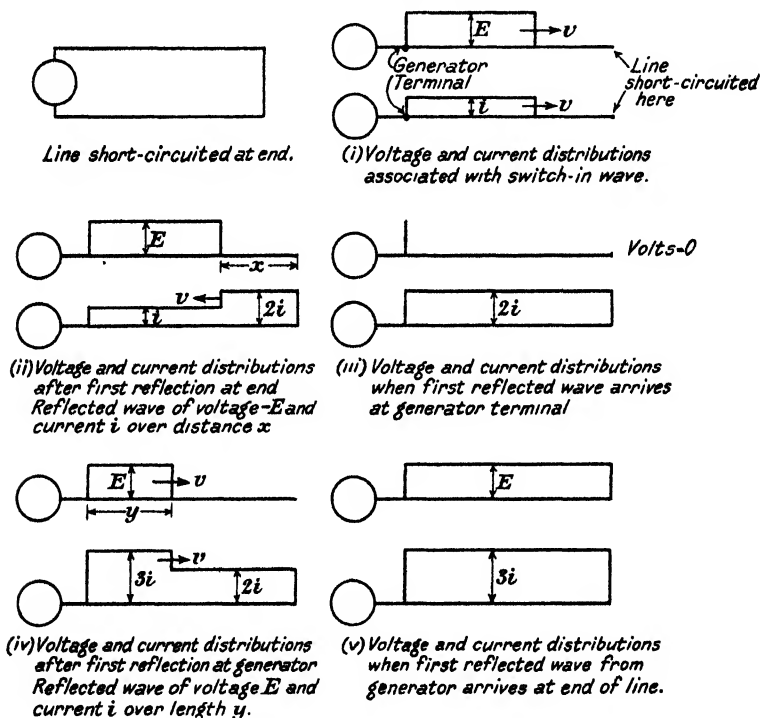 E
v
Generator
Terminal
Line
short-circuited
here
i
v
Line short-circuited at end.
(i) Voltage and current distributions
associated with switch-in wave.
E
x
v
i
2i
(ii) Voltage and current distributions
after first reflection at end
Reflected wave of voltage-E and
current i over distance x
Volts=0
2i
(iii) Voltage and current distributions
when first reflected wave arrives
at generator terminal
E
v
y
3i
v
2i
(iv) Voltage and current distributions
after first reflection at generator
Reflected wave of voltage E and
current i over length y.
E
3i
(v) Voltage and current distributions
when first reflected wave from
generator arrives at end of line.